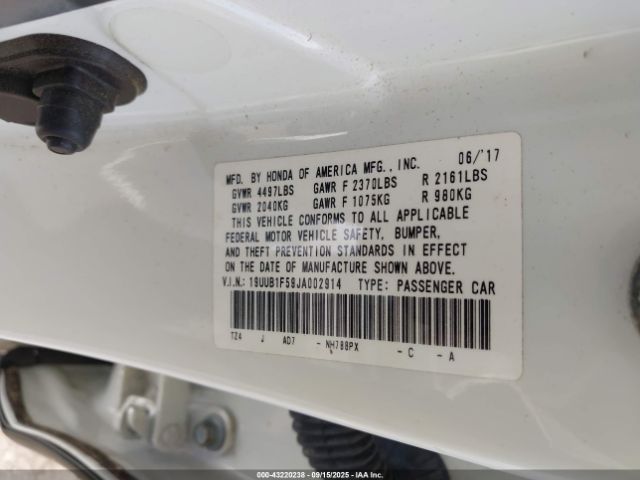 MFD. BY HONDA OF AMERICA MFG., INC. 06/'17
GVWR 4497LBS GAWR F 2370LBS R 2161LBS
GVWR 2040KG GAWR F 1075KG R 980KG
THIS VEHICLE CONFORMS TO ALL APPLICABLE
FEDERAL MOTOR VEHICLE SAFETY, BUMPER,
AND THEFT PREVENTION STANDARDS IN EFFECT
ON THE DATE OF MANUFACTURE SHOWN ABOVE.
V.I.N.: 19UUB1F59JA002914 TYPE: PASSENGER CAR
TZ4 J AD7 - NH788PX - C - A
000-43220238 - 09/15/2025 - IAAI.com